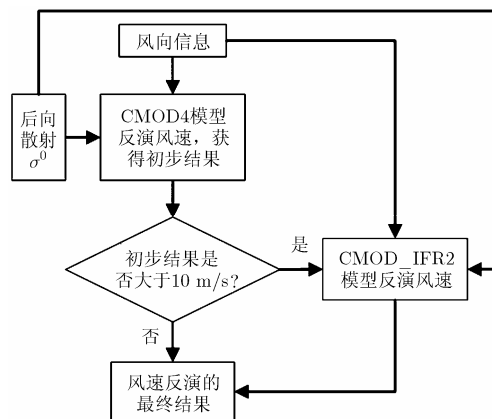 风向信息
后向
散射
σ⁰
CMOD4模型
反演风速，获
得初步结果
初步结果是
否大于10 m/s?
是
CMOD_IFR2
模型反演风速
否
风速反演的
最终结果